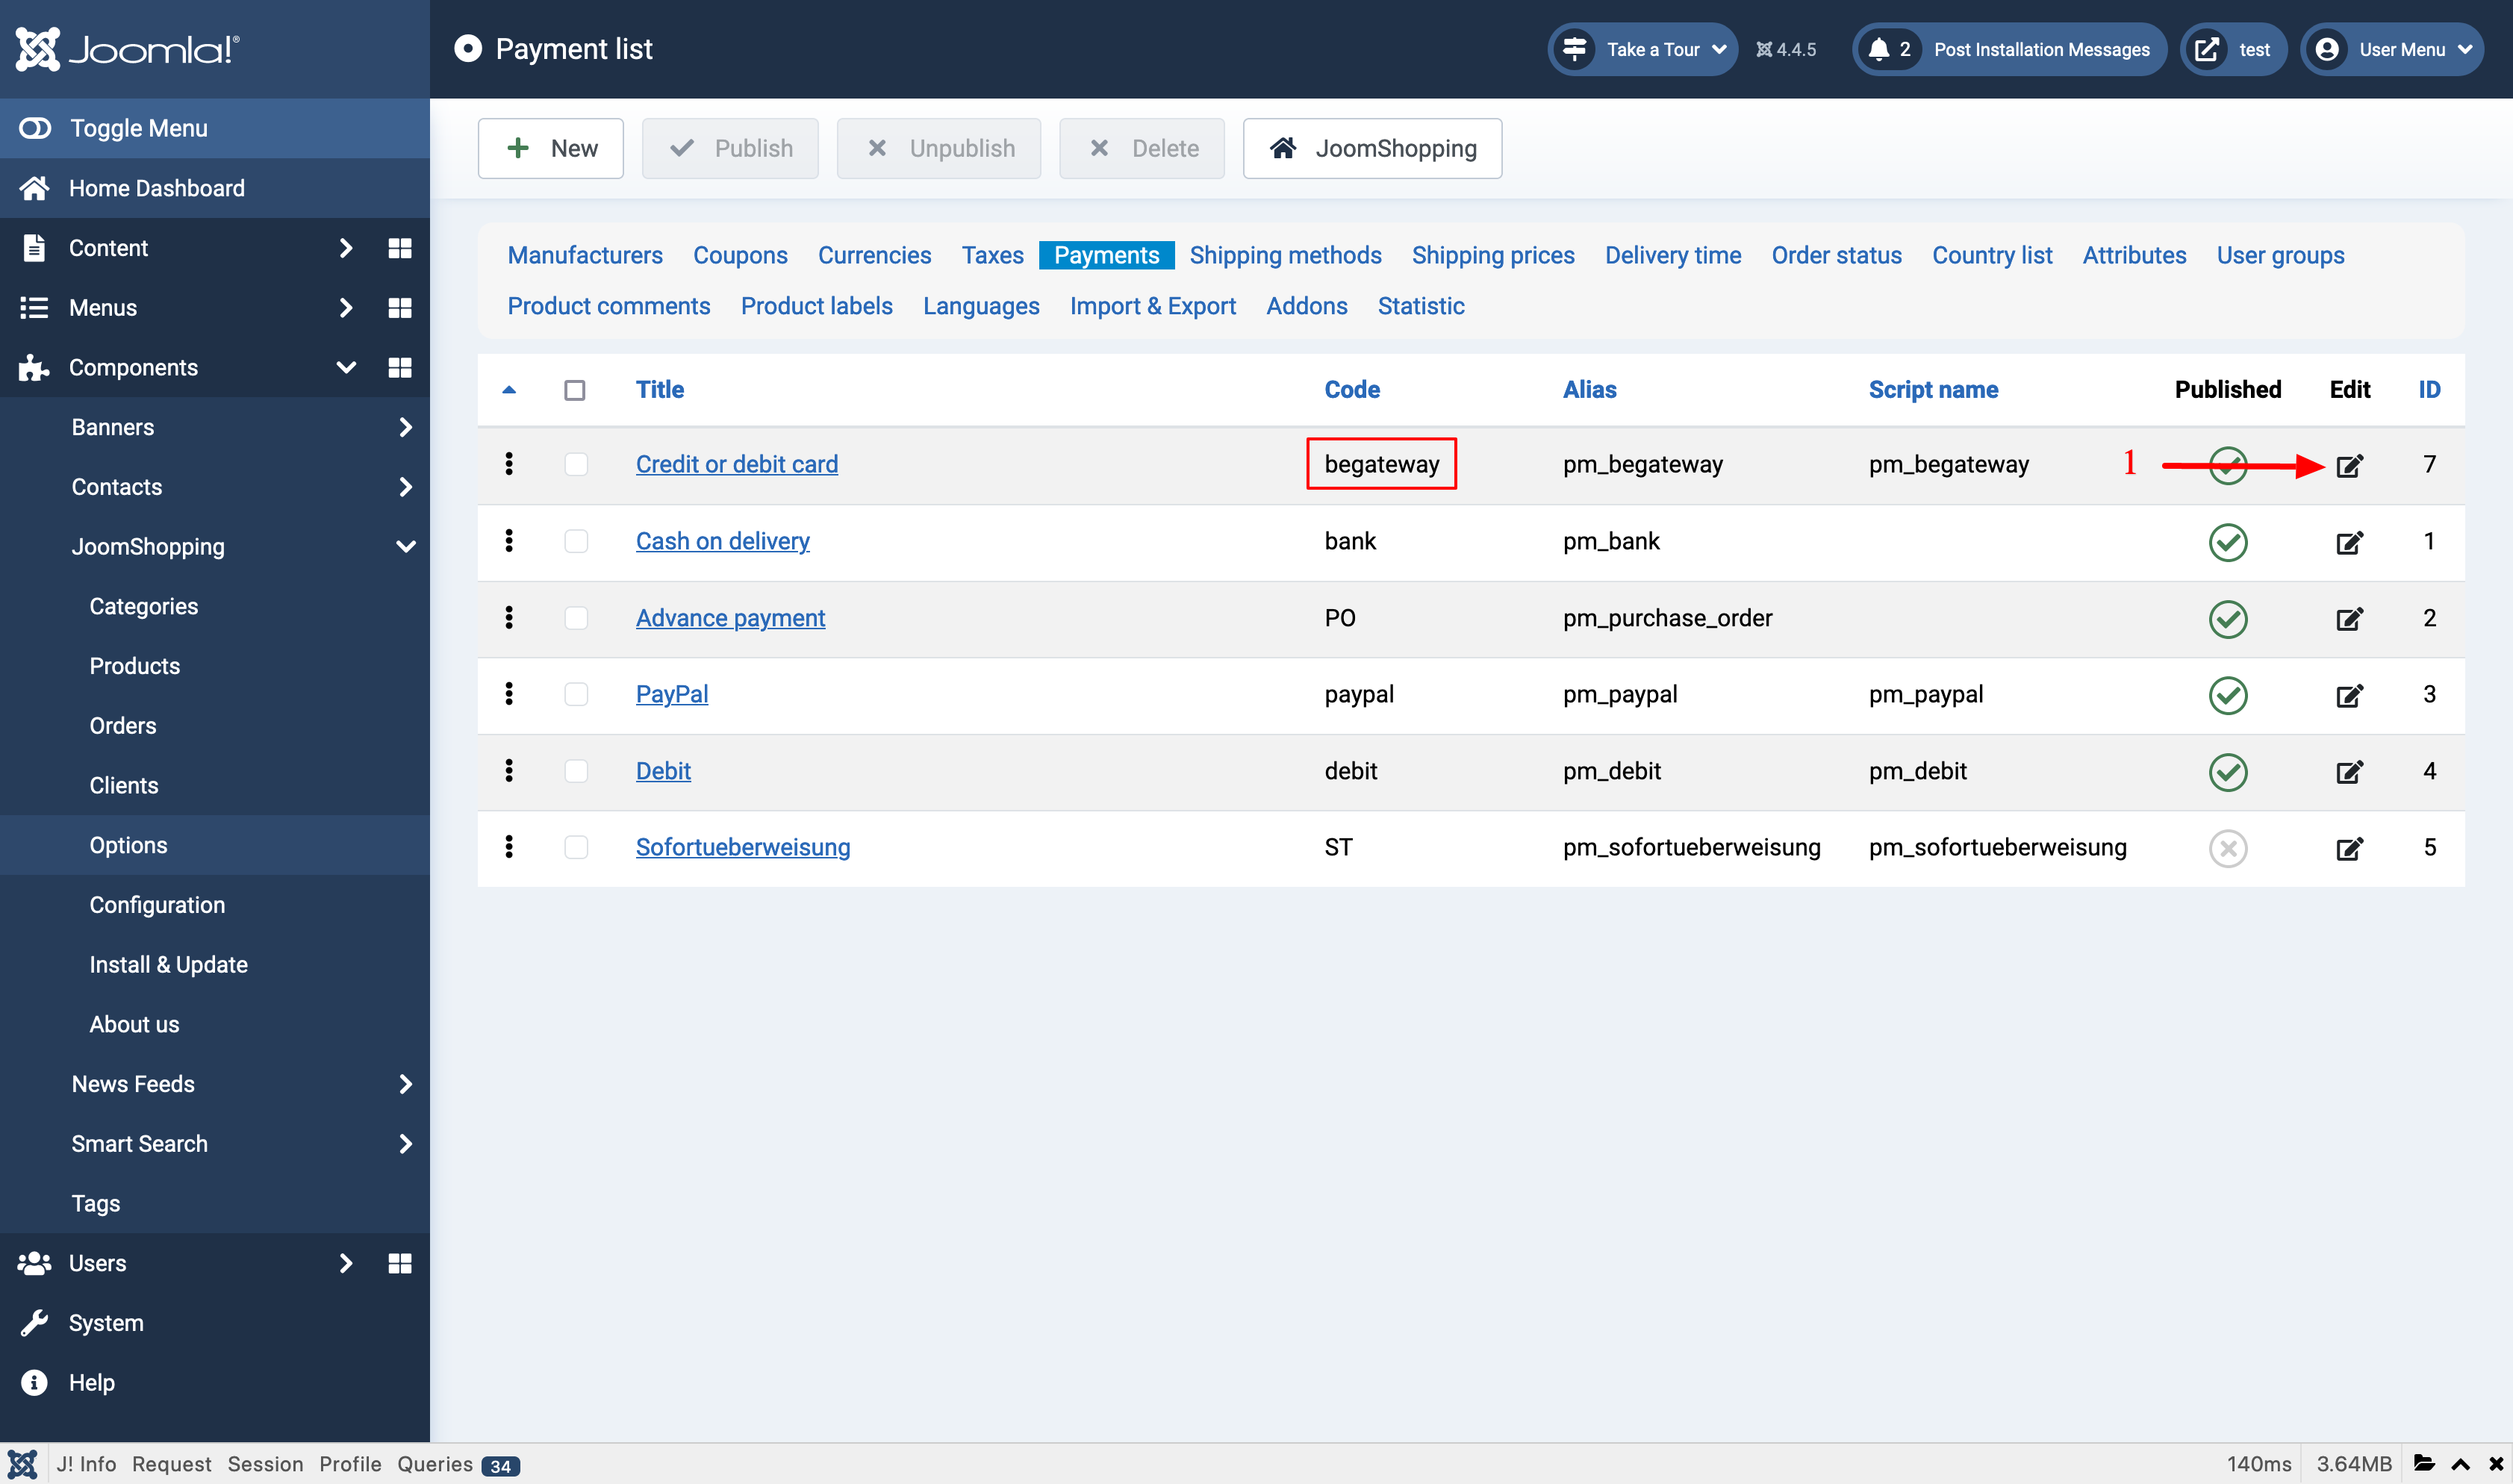 Joomla!®
Payment list
Take a Tour
4.4.5
2 Post Installation Messages
test
User Menu
Toggle Menu
Home Dashboard
Content
Menus
Components
Banners
Contacts
JoomShopping
Categories
Products
Orders
Clients
Options
Configuration
Install & Update
About us
News Feeds
Smart Search
Tags
Users
System
Help
New Publish Unpublish Delete JoomShopping
Manufacturers Coupons Currencies Taxes Payments Shipping methods Shipping prices Delivery time Order status Country list Attributes User groups
Product comments Product labels Languages Import & Export Addons Statistic
Title Code Alias Script name Published Edit ID
Credit or debit card begateway pm_begateway pm_begateway 1 7
Cash on delivery bank pm_bank 1
Advance payment PO pm_purchase_order 2
PayPal paypal pm_paypal pm_paypal 3
Debit debit pm_debit pm_debit 4
Sofortueberweisung ST pm_sofortueberweisung pm_sofortueberweisung 5
J! Info Request Session Profile Queries 34 140ms 3.64MB